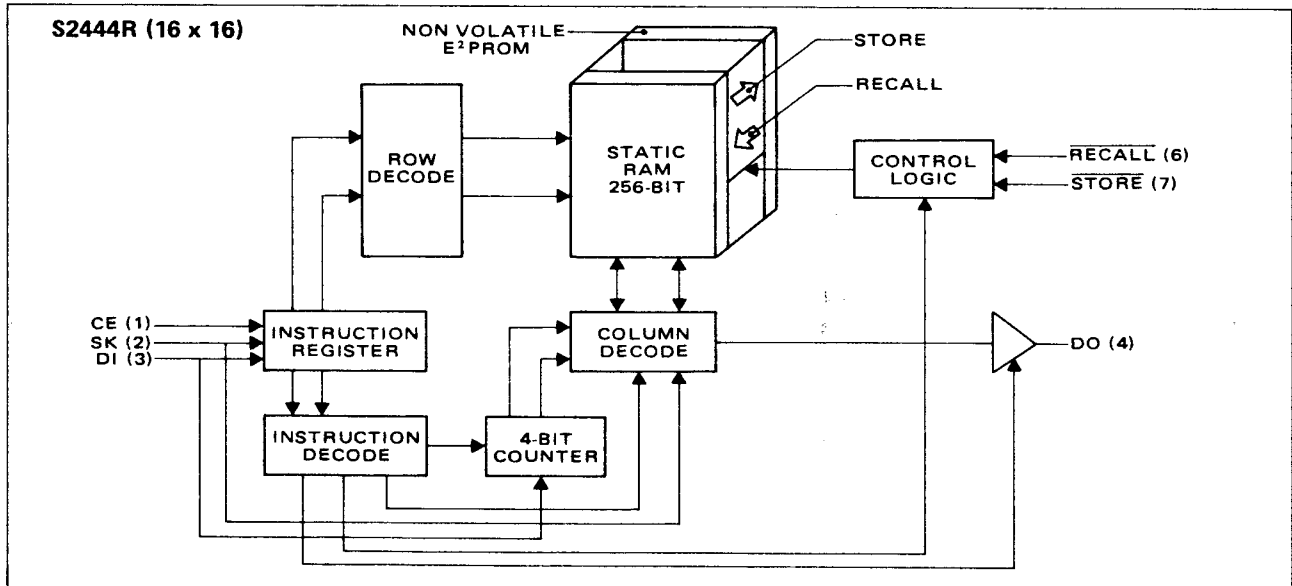 S2444R (16 x 16)
NON VOLATILE
E²PROM
STORE
RECALL
ROW
DECODE
STATIC
RAM
256-BIT
CONTROL
LOGIC
RECALL (6)
STORE (7)
CE (1)
SK (2)
DI (3)
INSTRUCTION
REGISTER
COLUMN
DECODE
DO (4)
INSTRUCTION
DECODE
4-BIT
COUNTER